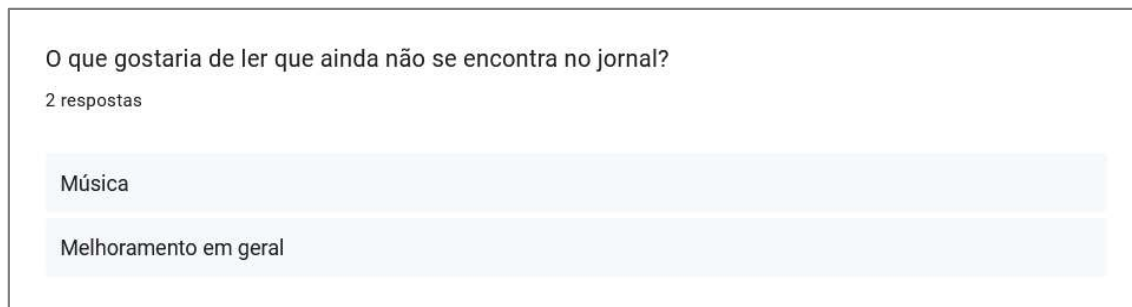 O que gostaria de ler que ainda não se encontra no jornal?
2 respostas
Música
Melhoramento em geral